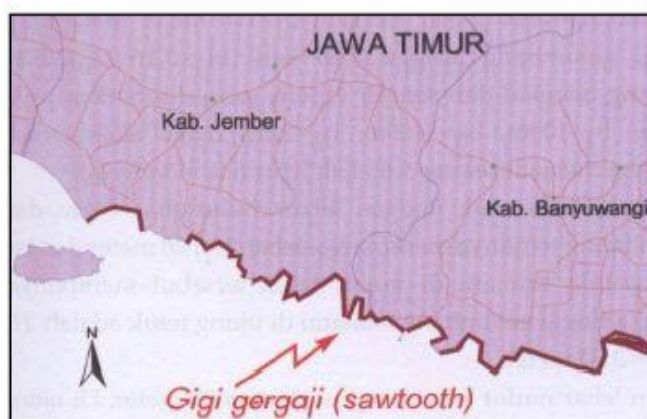 JAWA TIMUR
Kab. Jember
Kab. Banyuwangi
N
Gigi gergaji (sawtooth)